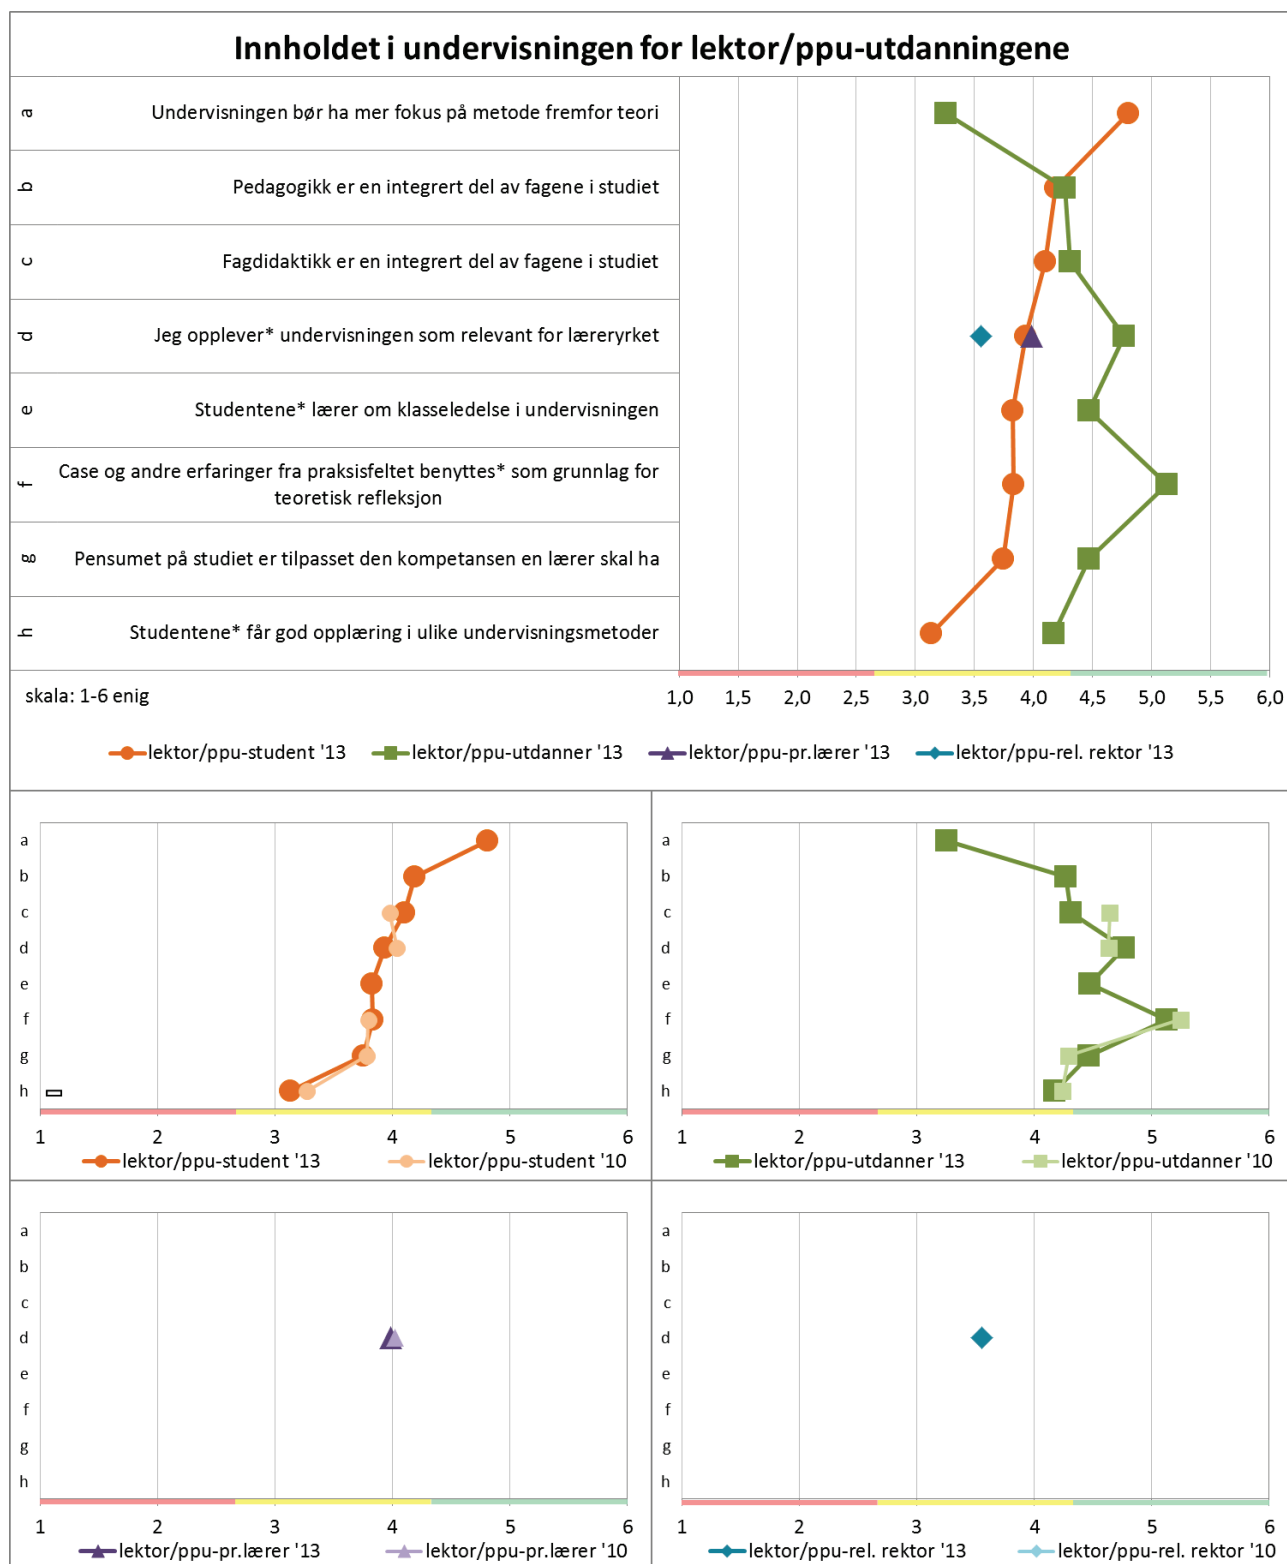 Innholdet i undervisningen for lektor/ppu-utdanningene
a Undervisningen bør ha mer fokus på metode fremfor teori
b Pedagogikk er en integrert del av fagene i studiet
c Fagdidaktikk er en integrert del av fagene i studiet
d Jeg opplever* undervisningen som relevant for læreryrket
e Studentene* lærer om klasseledelse i undervisningen
f Case og andre erfaringer fra praksisfeltet benyttes* som grunnlag for
teoretisk refleksjon
g Pensumet på studiet er tilpasset den kompetansen en lærer skal ha
h Studentene* får god opplæring i ulike undervisningsmetoder
skala: 1-6 enig
1,0 1,5 2,0 2,5 3,0 3,5 4,0 4,5 5,0 5,5 6,0
lektor/ppu-student '13 lektor/ppu-utdanner '13 lektor/ppu-pr.lærer '13 lektor/ppu-rel. rektor '13
a
b
c
d
e
f
g
h
1 2 3 4 5 6
lektor/ppu-student '13 lektor/ppu-student '10
a
b
c
d
e
f
g
h
1 2 3 4 5 6
lektor/ppu-utdanner '13 lektor/ppu-utdanner '10
a
b
c
d
e
f
g
h
1 2 3 4 5 6
lektor/ppu-pr.lærer '13 lektor/ppu-pr.lærer '10
a
b
c
d
e
f
g
h
1 2 3 4 5 6
lektor/ppu-rel. rektor '13 lektor/ppu-rel. rektor '10